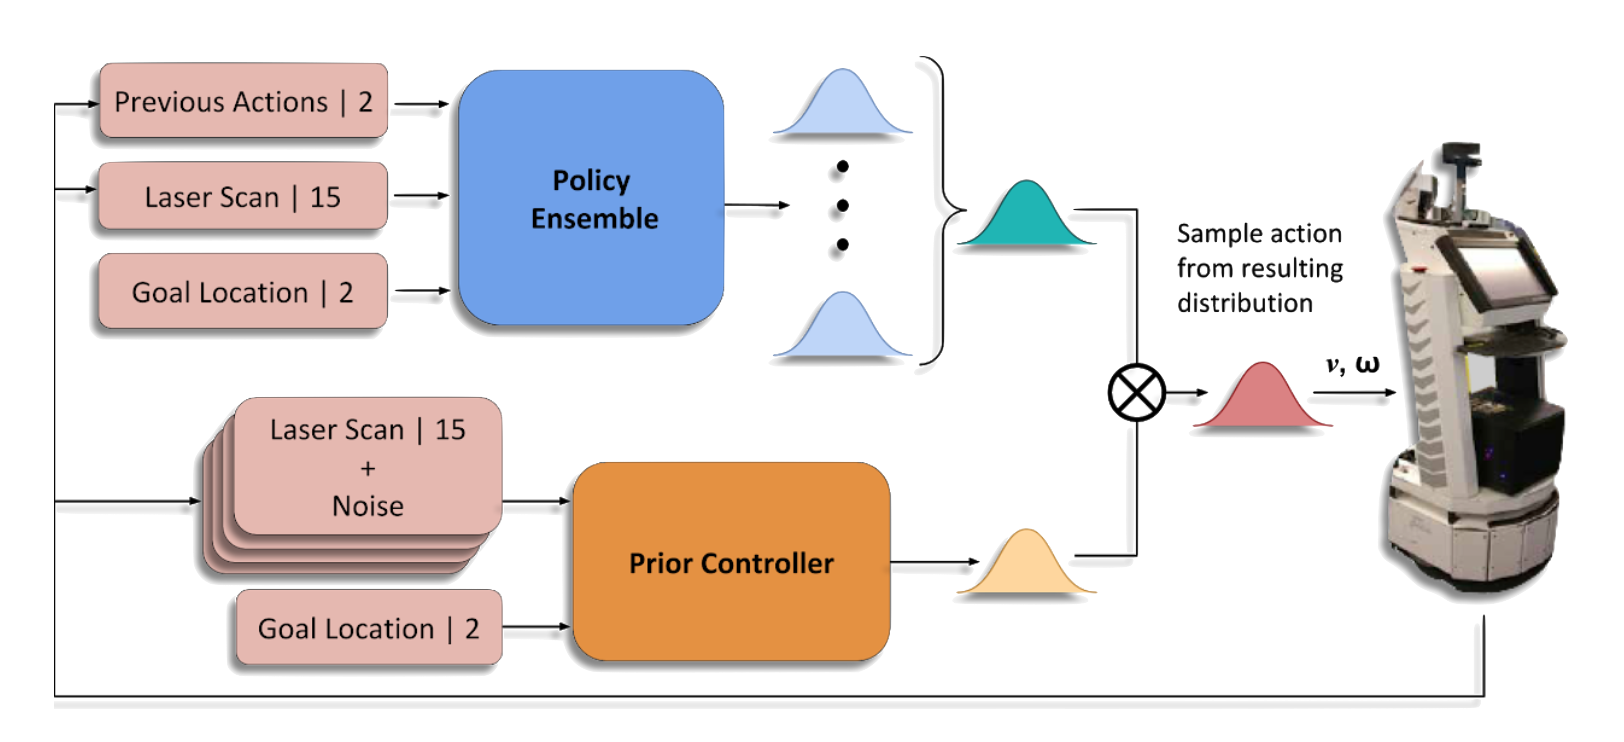 Previous Actions | 2
Laser Scan | 15
Goal Location | 2
Policy
Ensemble
Sample action
from resulting
distribution
v, ω
Laser Scan | 15
+
Noise
Goal Location | 2
Prior Controller